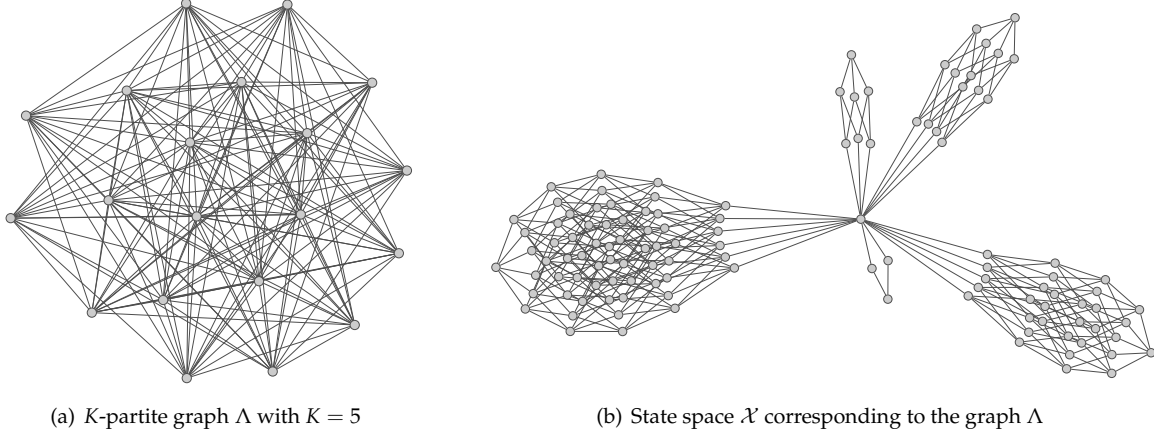 (a) K-partite graph Λ with K = 5
(b) State space 𝒳 corresponding to the graph Λ